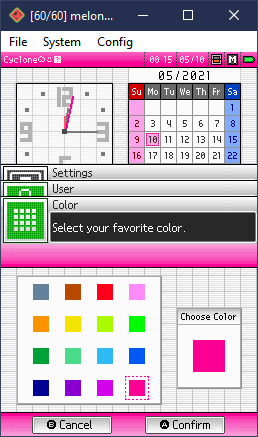 [60/60] melon...
File System Config
Cyclone 00 15 05/10 M
05/2021
12
Su Mo Tu We Th Fr Sa
1
2 3 4 5 6 7 8
9 10 11 12 13 14 15
16 17 18 19 20 21 22
Settings
User
Color
Select your favorite color.
Choose Color
B Cancel A Confirm